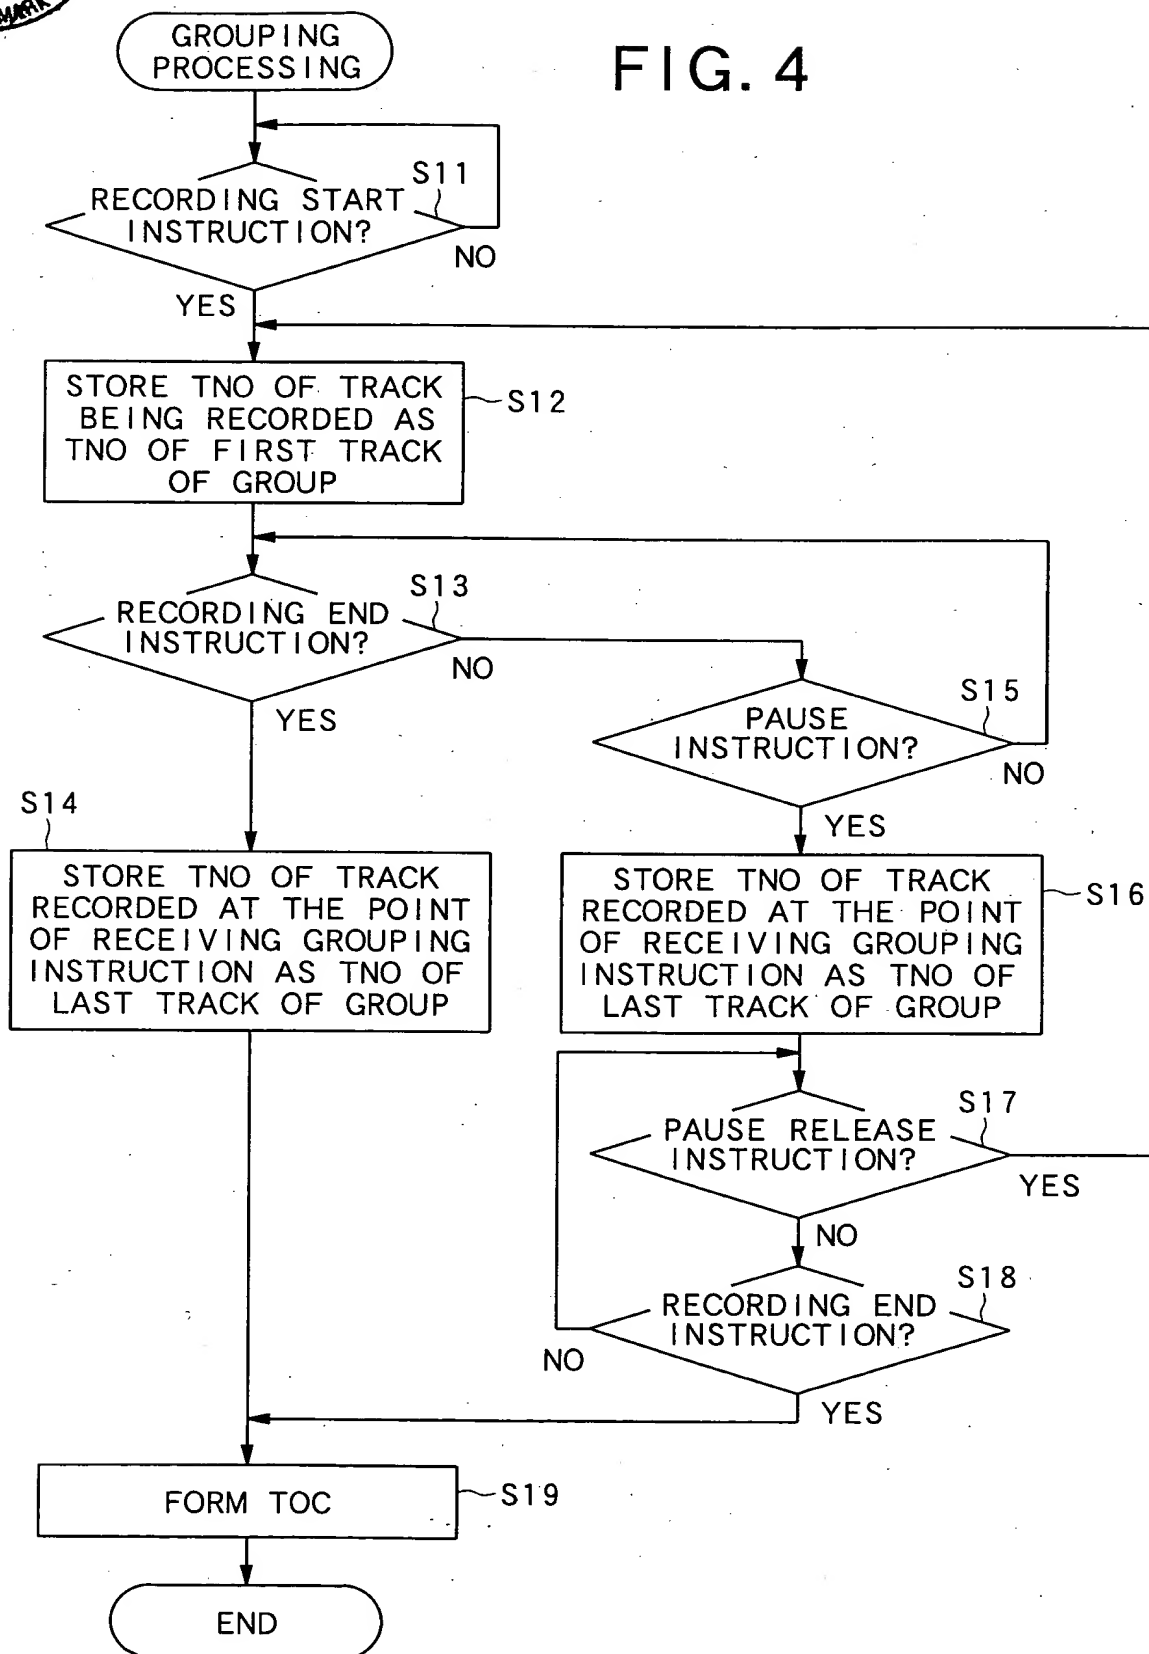 MARK
GROUPING
PROCESSING
FIG. 4
S11
RECORDING START
INSTRUCTION?
NO
YES
STORE TNO OF TRACK
BEING RECORDED AS
TNO OF FIRST TRACK
OF GROUP
S12
S13
RECORDING END
INSTRUCTION?
NO
YES
S15
PAUSE
INSTRUCTION?
NO
YES
S14
STORE TNO OF TRACK
RECORDED AT THE POINT
OF RECEIVING GROUPING
INSTRUCTION AS TNO OF
LAST TRACK OF GROUP
STORE TNO OF TRACK
RECORDED AT THE POINT
OF RECEIVING GROUPING
INSTRUCTION AS TNO OF
LAST TRACK OF GROUP
S16
S17
PAUSE RELEASE
INSTRUCTION?
YES
NO
S18
RECORDING END
INSTRUCTION?
NO
YES
FORM TOC
S19
END